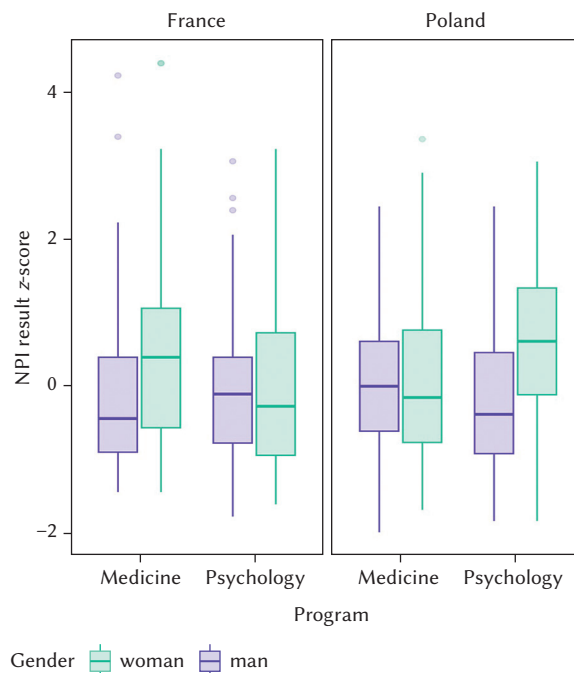 France Poland
4
2
0
−2
NPI result z-score
Medicine Psychology Medicine Psychology
Program
Gender woman man